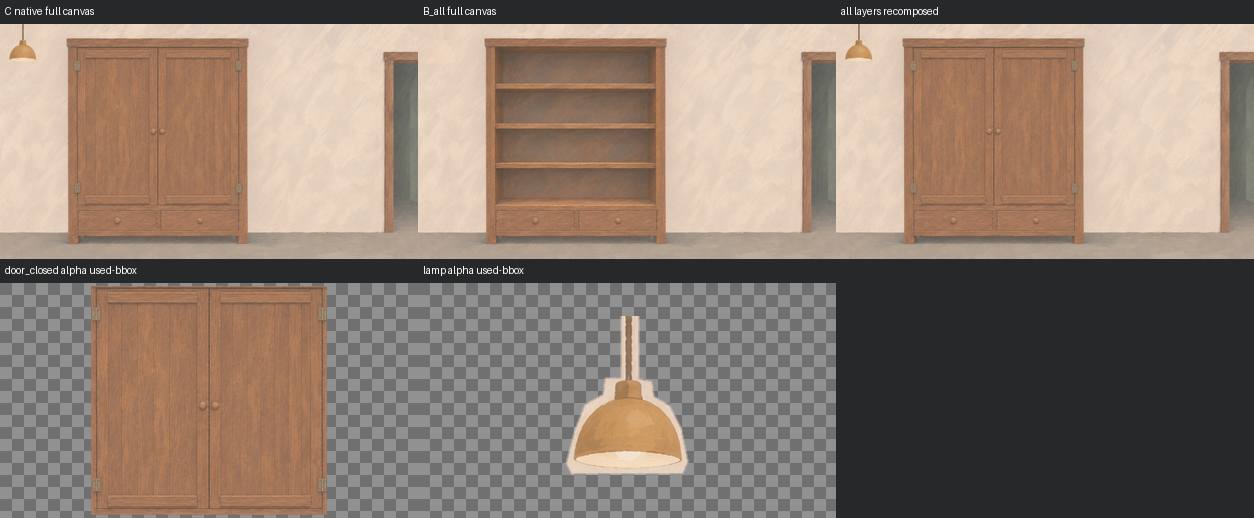 C native full canvas
B_all full canvas
all layers recomposed
door_closed alpha used-bbox
lamp alpha used-bbox